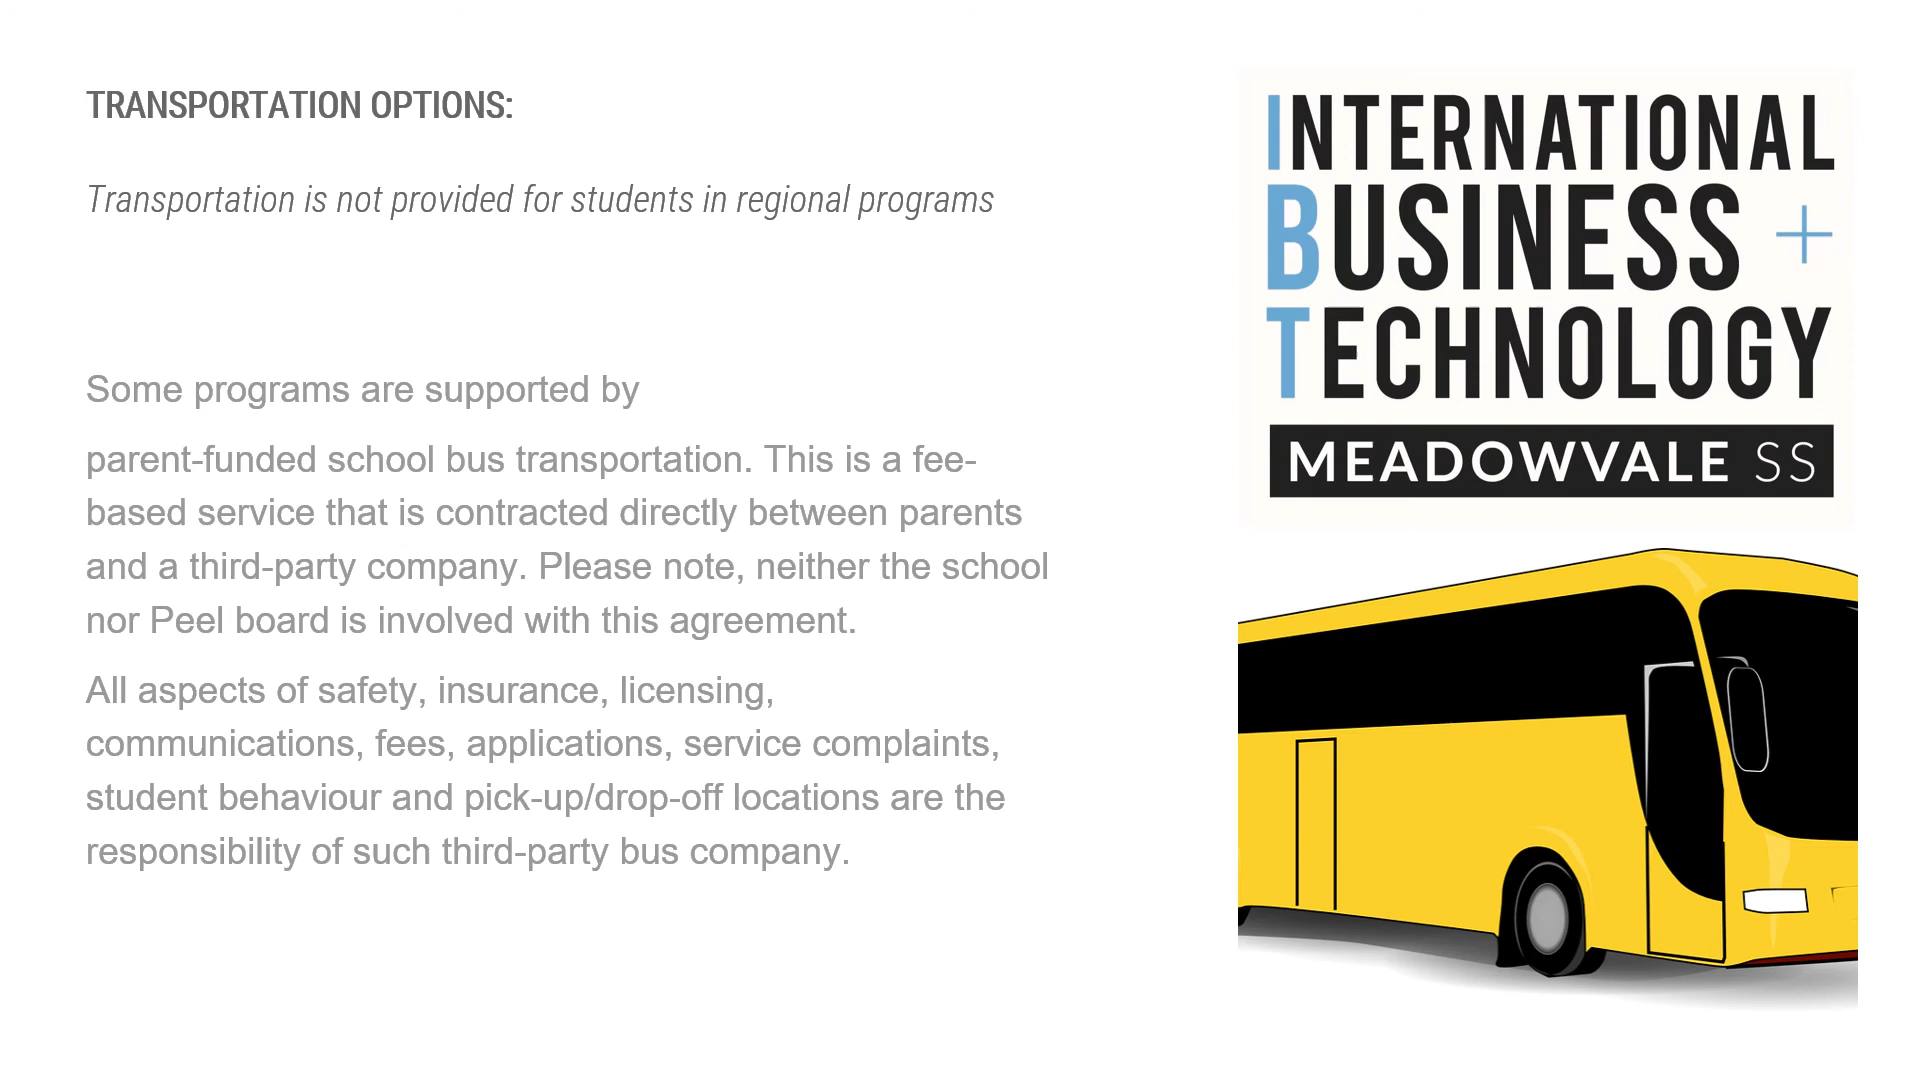 TRANSPORTATION OPTIONS:
Transportation is not provided for students in regional programs
Some programs are supported by
parent-funded school bus transportation. This is a fee-
based service that is contracted directly between parents
and a third-party company. Please note, neither the school
nor Peel board is involved with this agreement.
All aspects of safety, insurance, licensing,
communications, fees, applications, service complaints,
student behaviour and pick-up/drop-off locations are the
responsibility of such third-party bus company.
INTERNATIONAL
BUSINESS +
TECHNOLOGY
MEADOWVALE SS